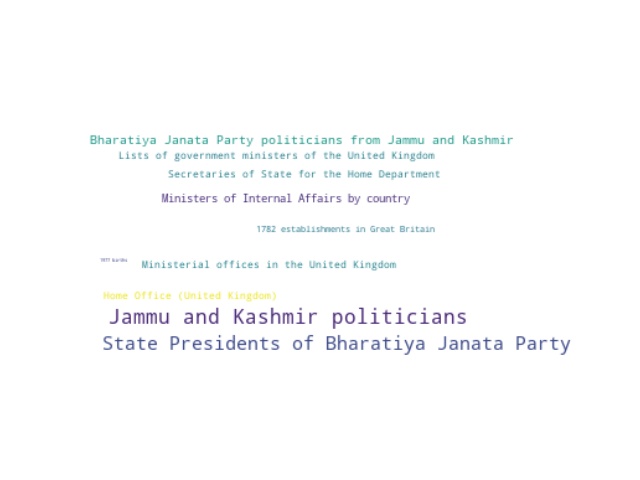 Bharatiya Janata Party politicians from Jammu and Kashmir
Lists of government ministers of the United Kingdom
Secretaries of State for the Home Department
Ministers of Internal Affairs by country
1782 establishments in Great Britain
births
Ministerial offices in the United Kingdom
Home Office (United Kingdom)
Jammu and Kashmir politicians
State Presidents of Bharatiya Janata Party